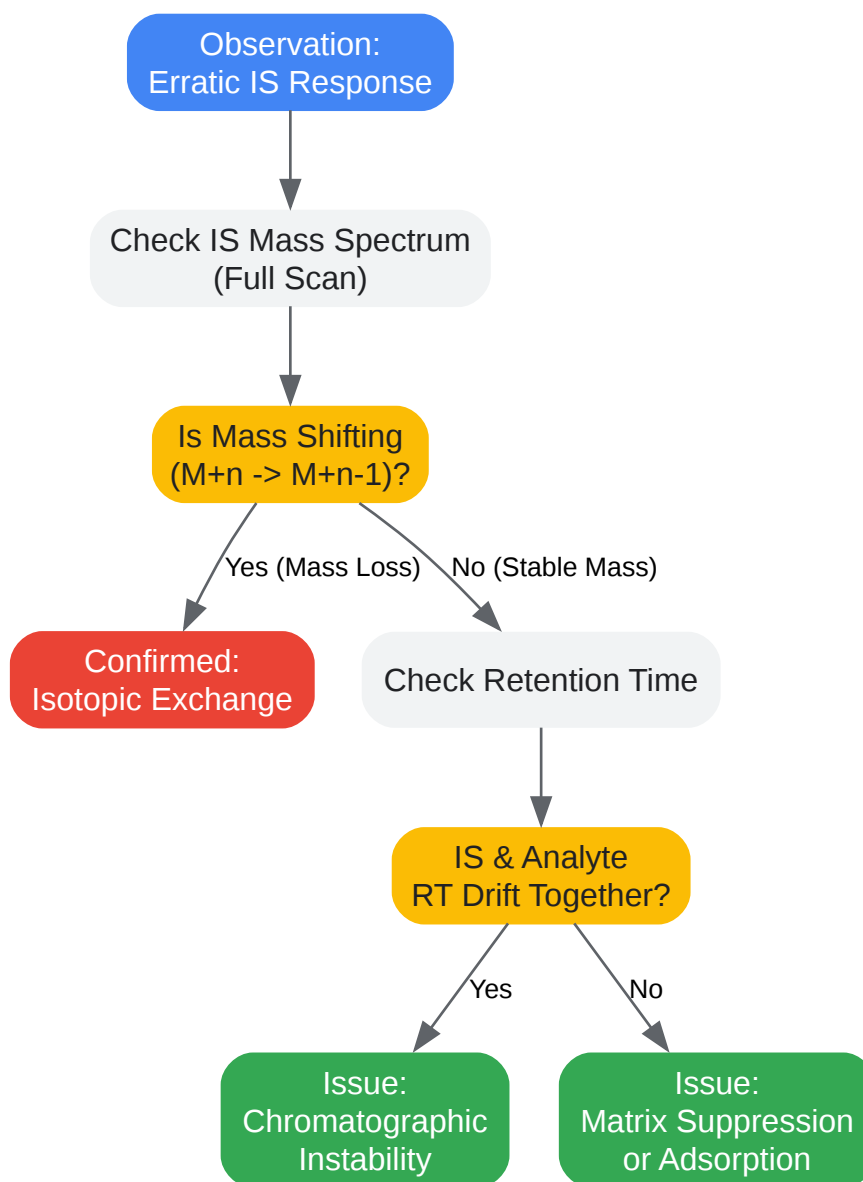 Observation:
Erratic IS Response
Check IS Mass Spectrum
(Full Scan)
Is Mass Shifting
(M+n -> M+n-1)?
Yes (Mass Loss)
No (Stable Mass)
Confirmed:
Isotopic Exchange
Check Retention Time
IS & Analyte
RT Drift Together?
Yes
No
Issue:
Chromatographic
Instability
Issue:
Matrix Suppression
or Adsorption